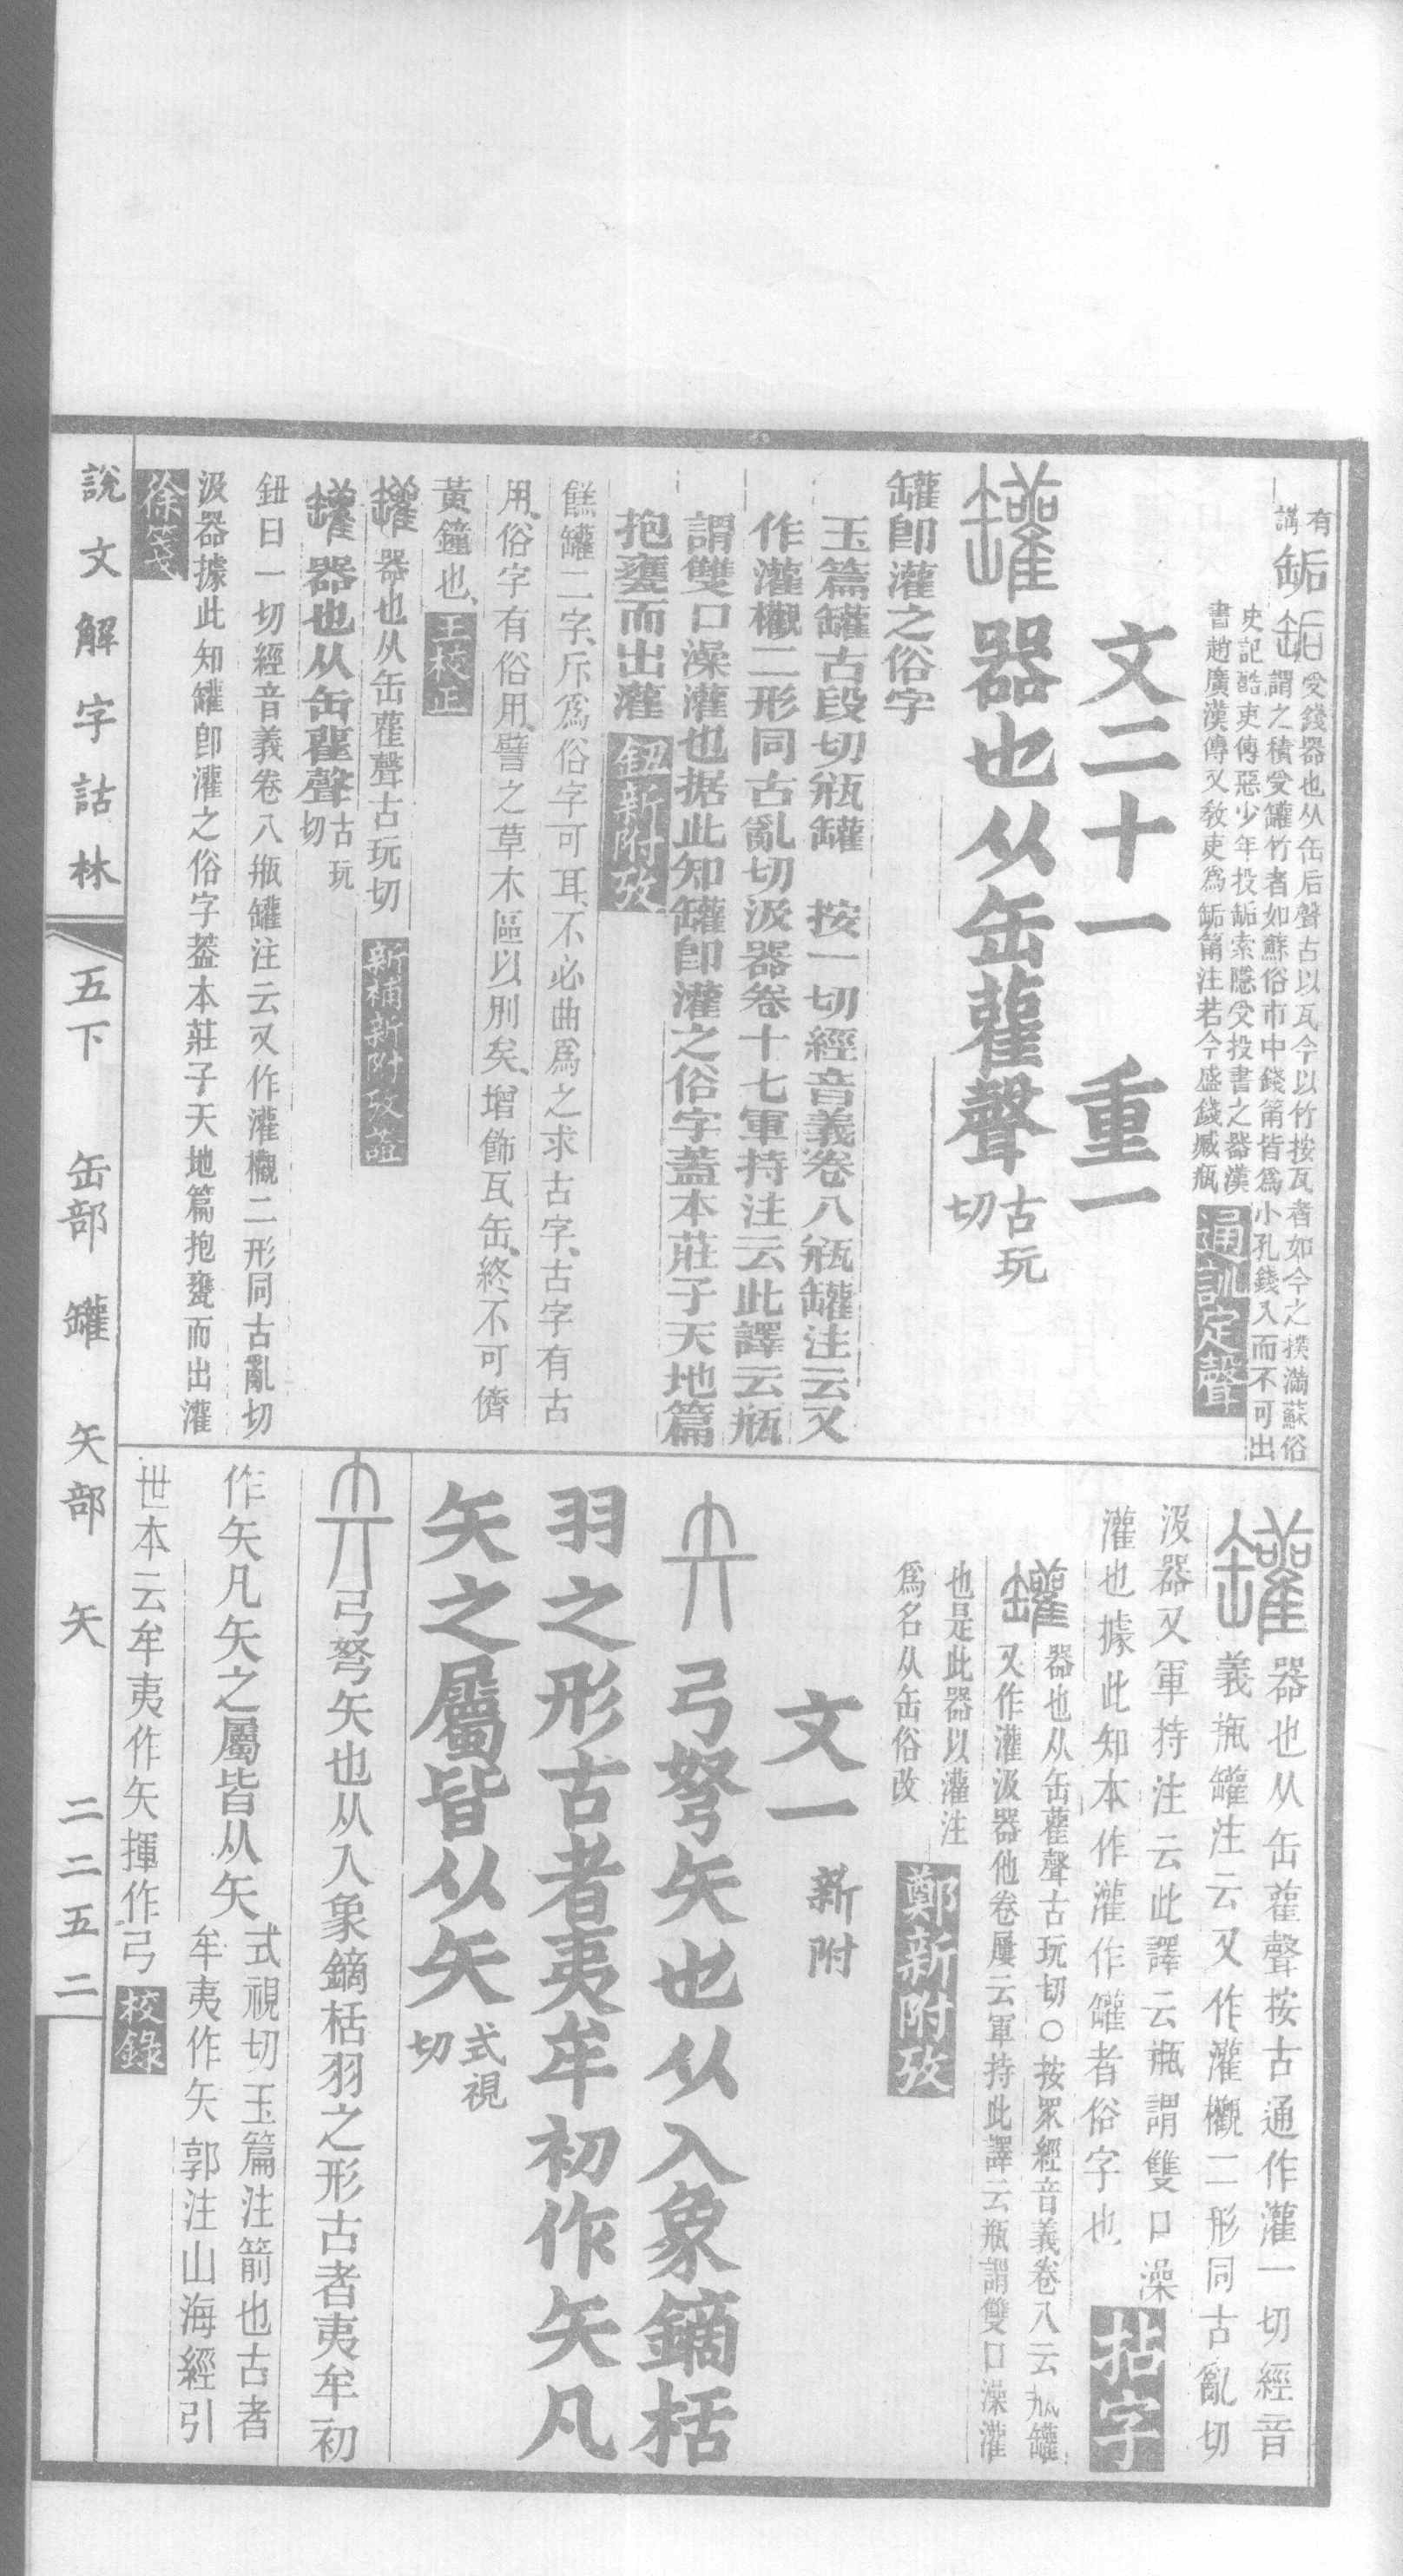 有
講
缿
受錢器也从缶后聲古以瓦今以竹按瓦者如今之撲滿蘇俗
謂之積受罐竹者如蘇俗市中錢筩皆爲小孔錢入而不可出
史記酷吏傳惡少年投缿索隱受投書之器漢
書趙廣漢傳又敎吏爲缿筩注若今盛錢臧瓶
通訓定聲
文二十一　重一
罐器也从缶雚聲古玩
切
罐卽灌之俗字
玉篇罐古段切瓶罐　按一切經音義卷八瓶罐注云又
作灌櫂二形同古亂切汲器卷十七軍持注云此譯云瓶
謂雙口澡灌也据此知罐卽灌之俗字蓋本莊子天地篇
抱甕而出灌
鈕新附攷
餻罐二字、斥爲俗字可耳、不必曲爲之求古字、古字有古
用、俗字有俗用、譬之草木區以別矣、增飾瓦缶、終不可儕
黃鐘也、
王校正
罐器也从缶雚聲古玩切
新補新附攷證
罐器也从缶雚聲古玩
切
鈕曰一切經音義卷八瓶罐注云又作灌櫂二形同古亂切
汲器據此知罐卽灌之俗字葢本莊子天地篇抱甕而出灌
徐箋
罐器也从缶雚聲按古通作灌一切經音
義瓶罐注云又作灌櫂二形同古亂切
汲器又軍持注云此譯云瓶謂雙口澡
灌也據此知本作灌作罐者俗字也
拈字
罐
器也从缶雚聲古玩切○按眾經音義卷八云瓶罐
又作灌汲器他卷屢云軍持此譯云瓶謂雙口澡灌
也是此器以灌注
爲名从缶俗改
鄭新附攷
文一　新附
弓弩矢也从入象鏑栝
羽之形古者夷牟初作矢凡
矢之屬皆从矢式視
切
弓弩矢也从入象鏑栝羽之形古者夷牟初
作矢凡矢之屬皆从矢
式視切玉篇注箭也古者
牟夷作矢郭注山海經引
世本云牟夷作矢揮作弓
校錄
說文解字詁林　五下　缶部　罐　矢部　矢　二二五二